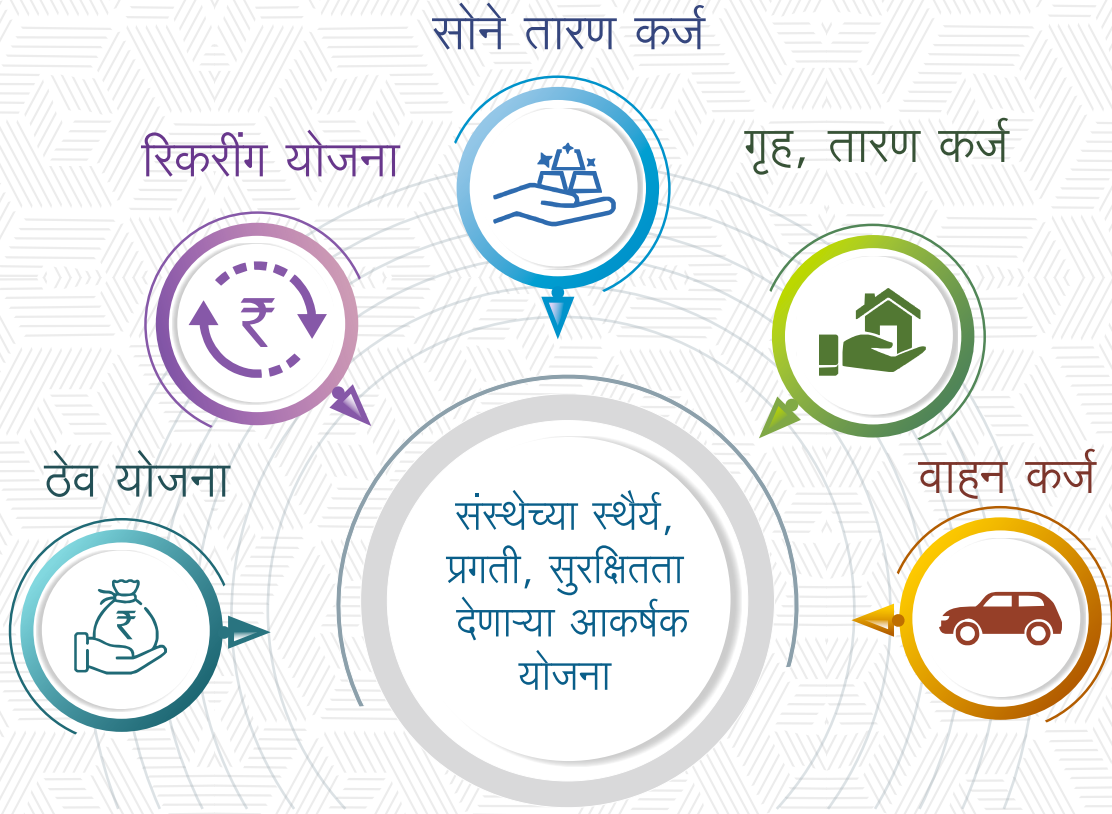 सोने तारण कर्ज
रिकरींग योजना
गृह, तारण कर्ज
ठेव योजना
वाहन कर्ज
संस्थेच्या स्थैर्य,
प्रगती, सुरक्षितता
देणाऱ्या आकर्षक
योजना